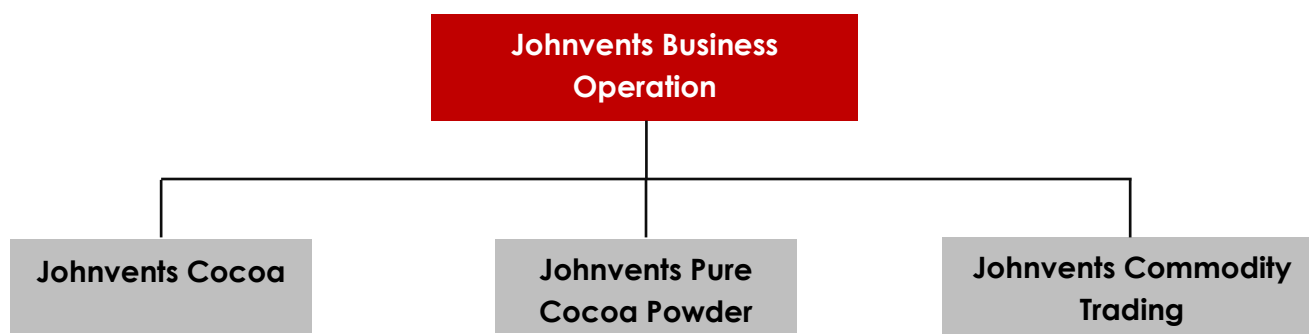 Johnvents Business
Operation
Johnvents Cocoa
Johnvents Pure
Cocoa Powder
Johnvents Commodity
Trading